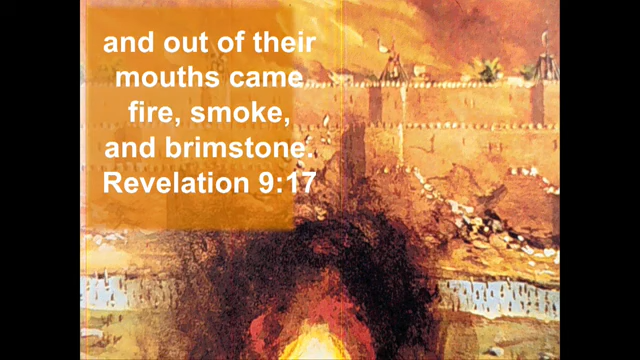 and out of their
mouths came
fire, smoke,
and brimstone.
Revelation 9:17